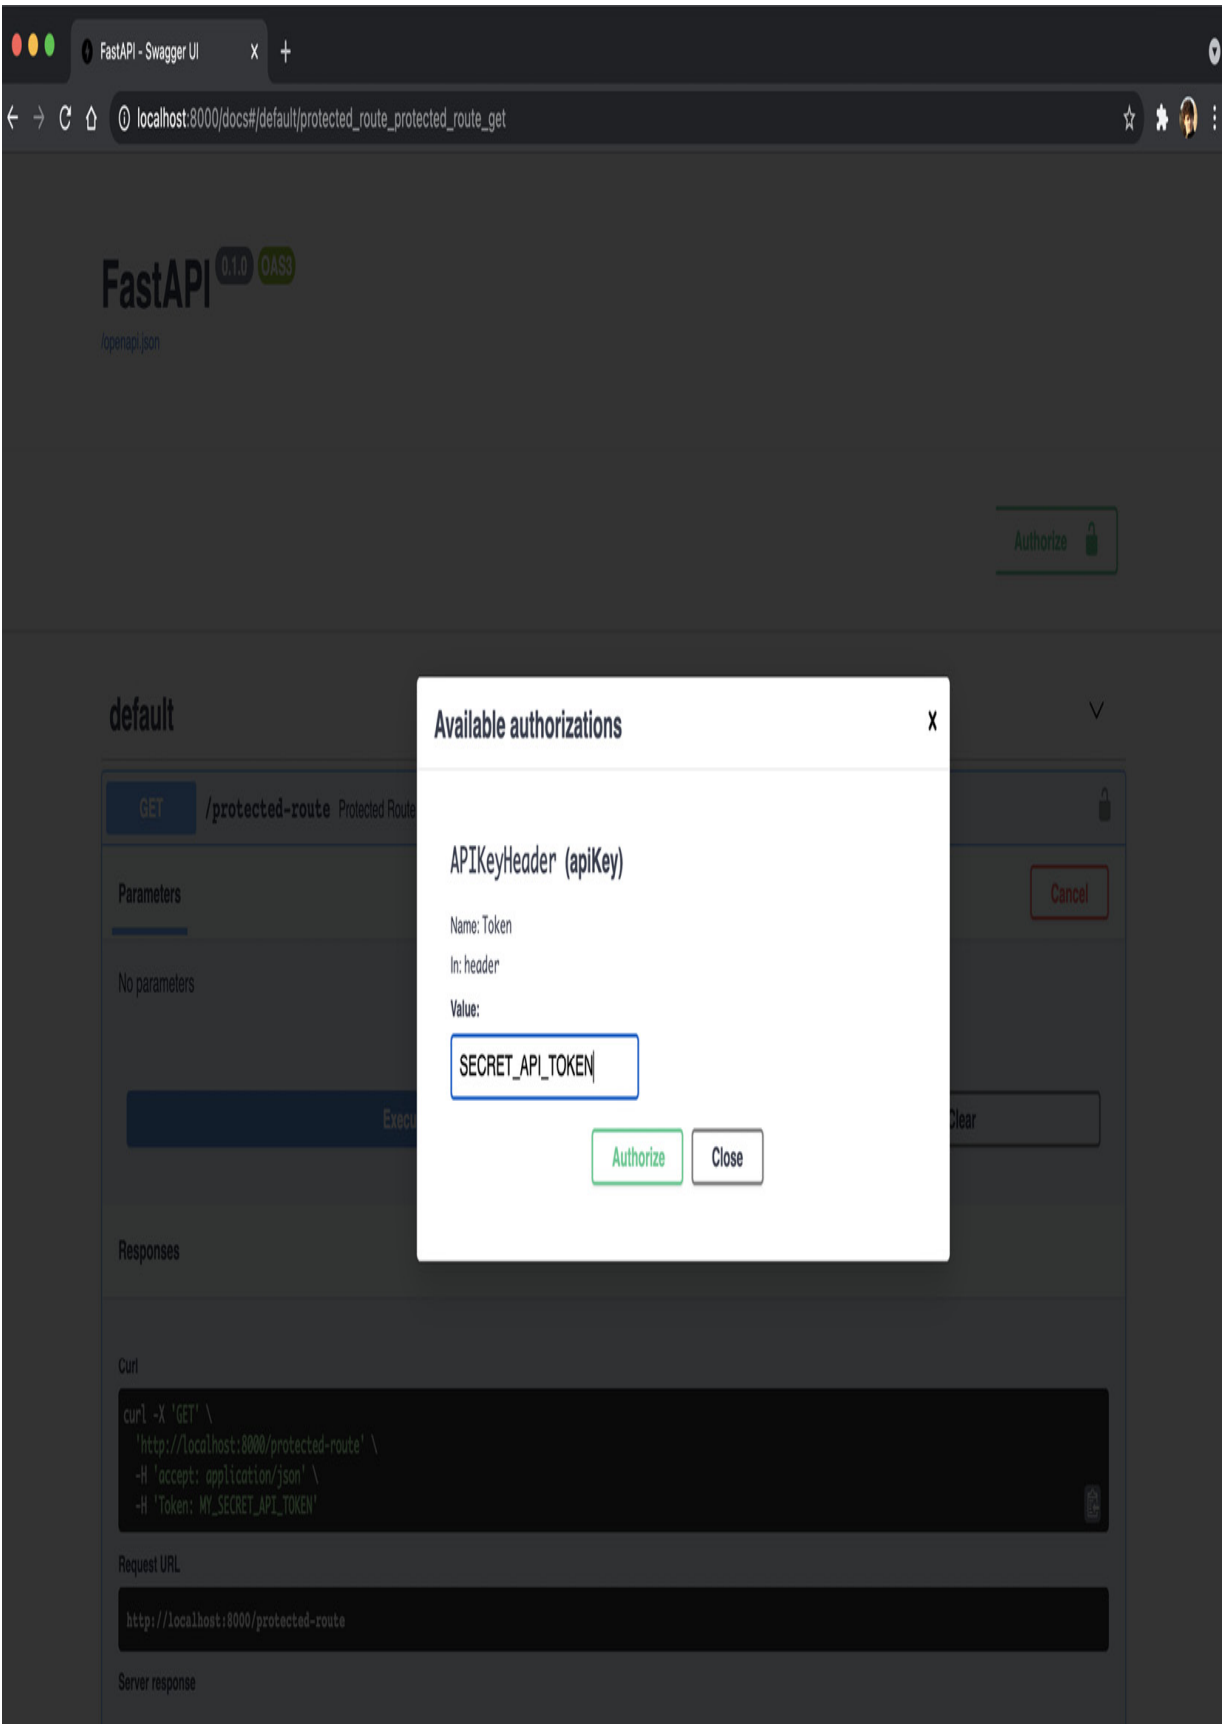 FastAPI - Swagger UI
localhost:8000/docs#/default/protected_route_protected_route_get
FastAPI 0.1.0 OAS3
/openapi.json
Authorize
default
Available authorizations
GET /protected-route Protected Route
APIKeyHeader (apiKey)
Parameters
Cancel
Name: Token
In: header
No parameters
Value:
SECRET_API_TOKEN
Execu
Clear
Authorize Close
Responses
Curl
curl -X 'GET' \
'http://localhost:8000/protected-route' \
-H 'accept: application/json' \
-H 'Token: MY_SECRET_API_TOKEN'
Request URL
http://localhost:8000/protected-route
Server response